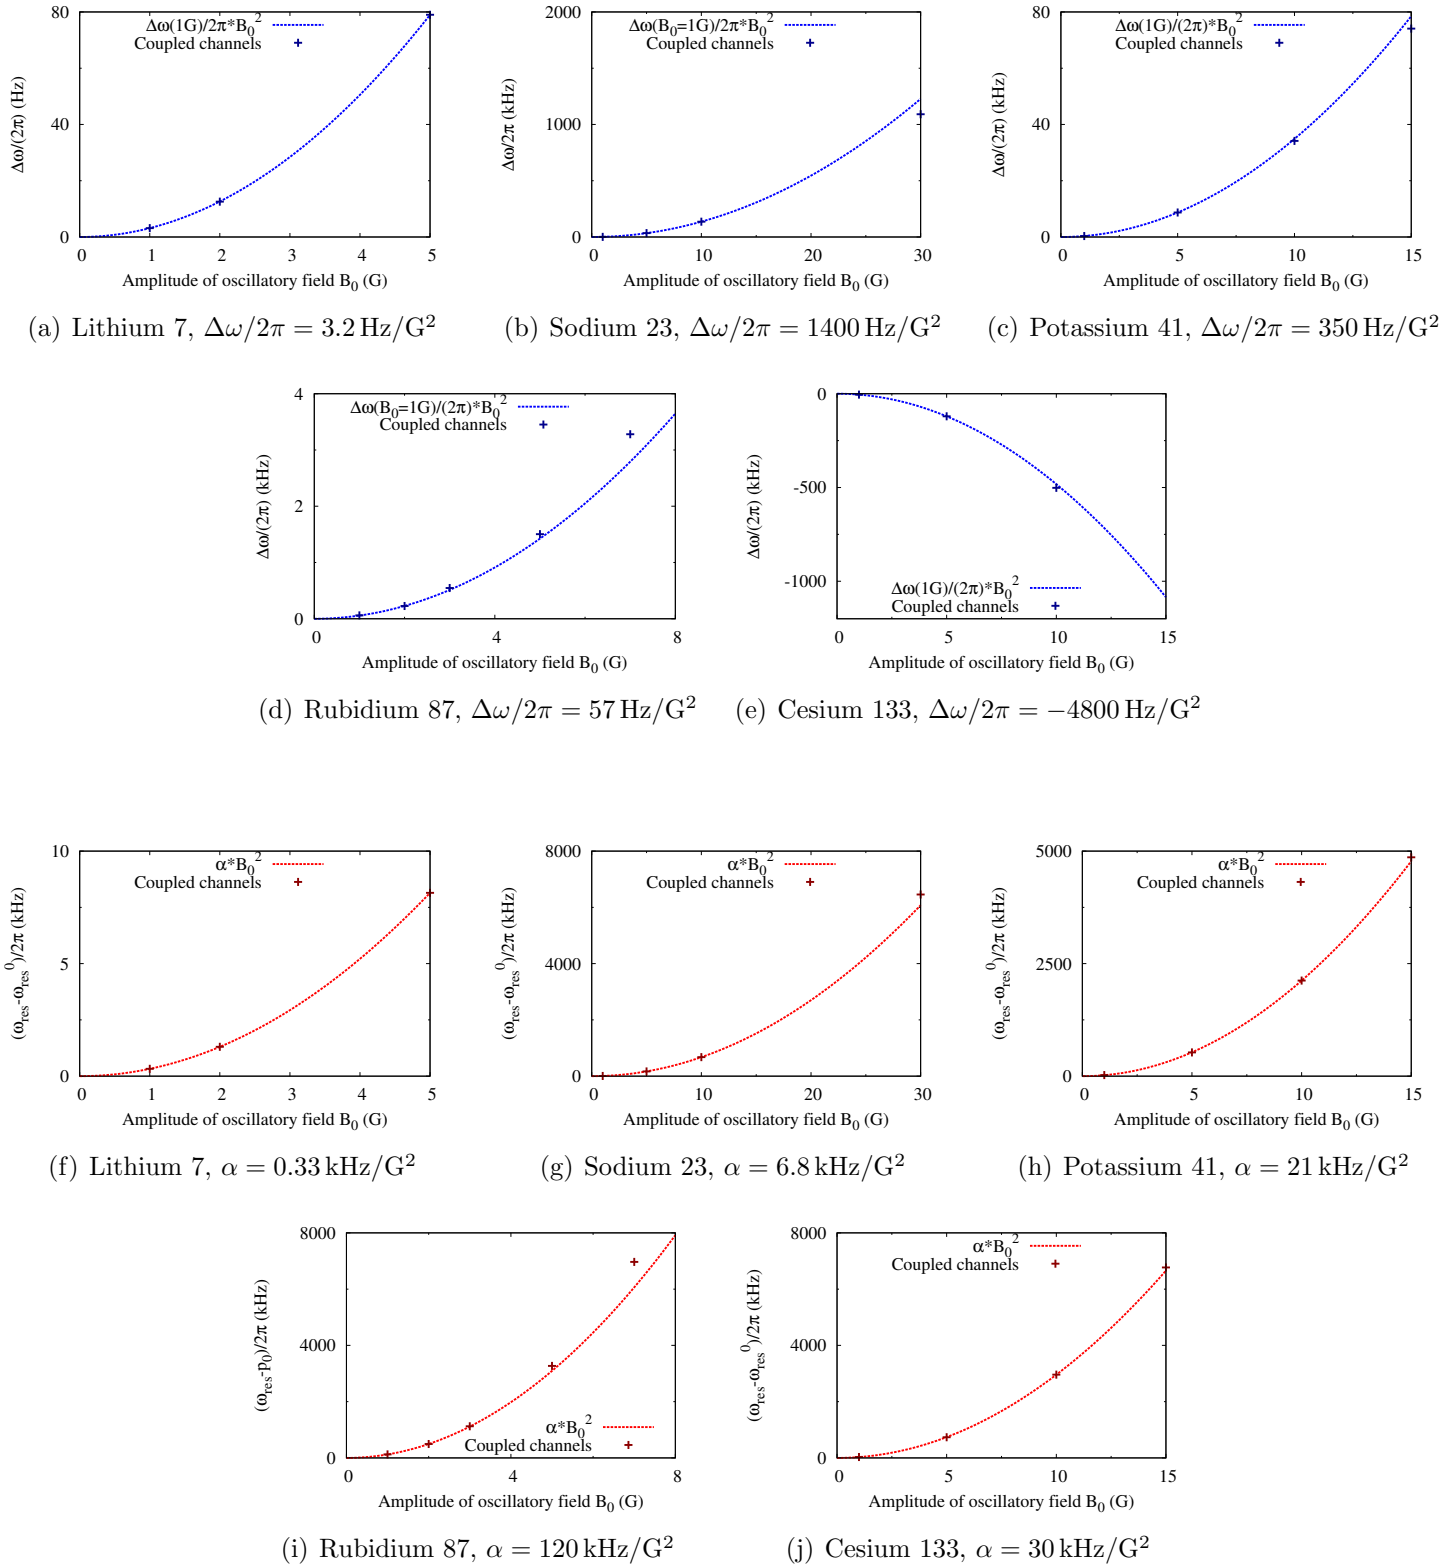 Δω(1G)/2π*B₀²
Coupled channels
80
40
0
0 1 2 3 4 5
Δω/(2π) (Hz)
Amplitude of oscillatory field B₀ (G)
(a) Lithium 7, Δω/2π = 3.2 Hz/G²
Δω(B₀=1G)/2π*B₀²
Coupled channels
2000
1000
0
0 10 20 30
Δω/2π (kHz)
Amplitude of oscillatory field B₀ (G)
(b) Sodium 23, Δω/2π = 1400 Hz/G²
Δω(1G)/(2π)*B₀²
Coupled channels
80
40
0
0 5 10 15
Δω/(2π) (kHz)
Amplitude of oscillatory field B₀ (G)
(c) Potassium 41, Δω/2π = 350 Hz/G²
Δω(B₀=1G)/(2π)*B₀²
Coupled channels
4
2
0
0 4 8
Δω/(2π) (kHz)
Amplitude of oscillatory field B₀ (G)
(d) Rubidium 87, Δω/2π = 57 Hz/G²
0
-500
-1000
0 5 10 15
Δω/(2π) (kHz)
Δω(1G)/(2π)*B₀²
Coupled channels
Amplitude of oscillatory field B₀ (G)
(e) Cesium 133, Δω/2π = −4800 Hz/G²
α*B₀²
Coupled channels
10
5
0
0 1 2 3 4 5
(ω_res-ω_res⁰)/2π (kHz)
Amplitude of oscillatory field B₀ (G)
(f) Lithium 7, α = 0.33 kHz/G²
α*B₀²
Coupled channels
8000
4000
0
0 10 20 30
(ω_res-ω_res⁰)/2π (kHz)
Amplitude of oscillatory field B₀ (G)
(g) Sodium 23, α = 6.8 kHz/G²
α*B₀²
Coupled channels
5000
2500
0
0 5 10 15
(ω_res-ω_res⁰)/2π (kHz)
Amplitude of oscillatory field B₀ (G)
(h) Potassium 41, α = 21 kHz/G²
8000
4000
0
0 4 8
(ω_res-p₀)/2π (kHz)
α*B₀²
Coupled channels
Amplitude of oscillatory field B₀ (G)
(i) Rubidium 87, α = 120 kHz/G²
α*B₀²
Coupled channels
8000
4000
0
0 5 10 15
(ω_res-ω_res⁰)/2π (kHz)
Amplitude of oscillatory field B₀ (G)
(j) Cesium 133, α = 30 kHz/G²